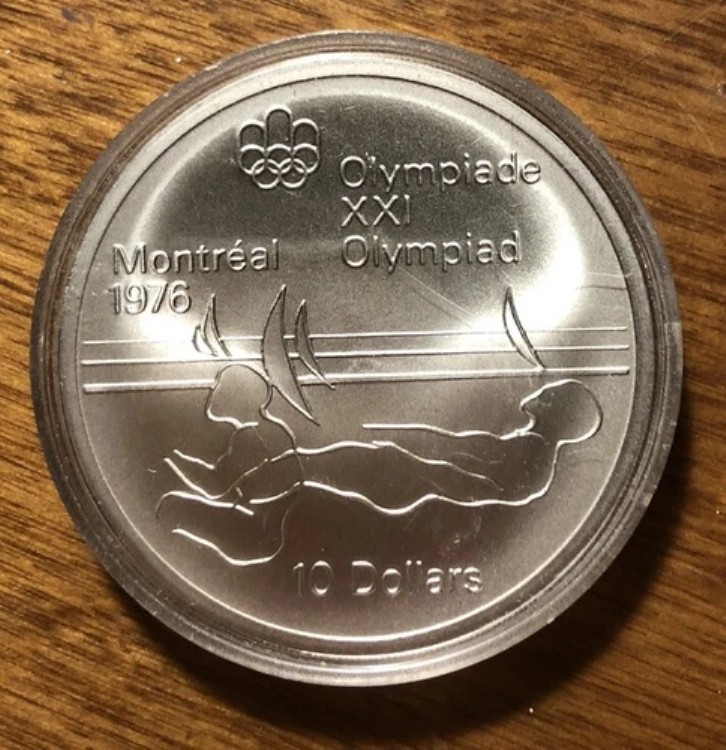 Olympiade
XXI
Olympiad
Montréal
1976
10 Dollars